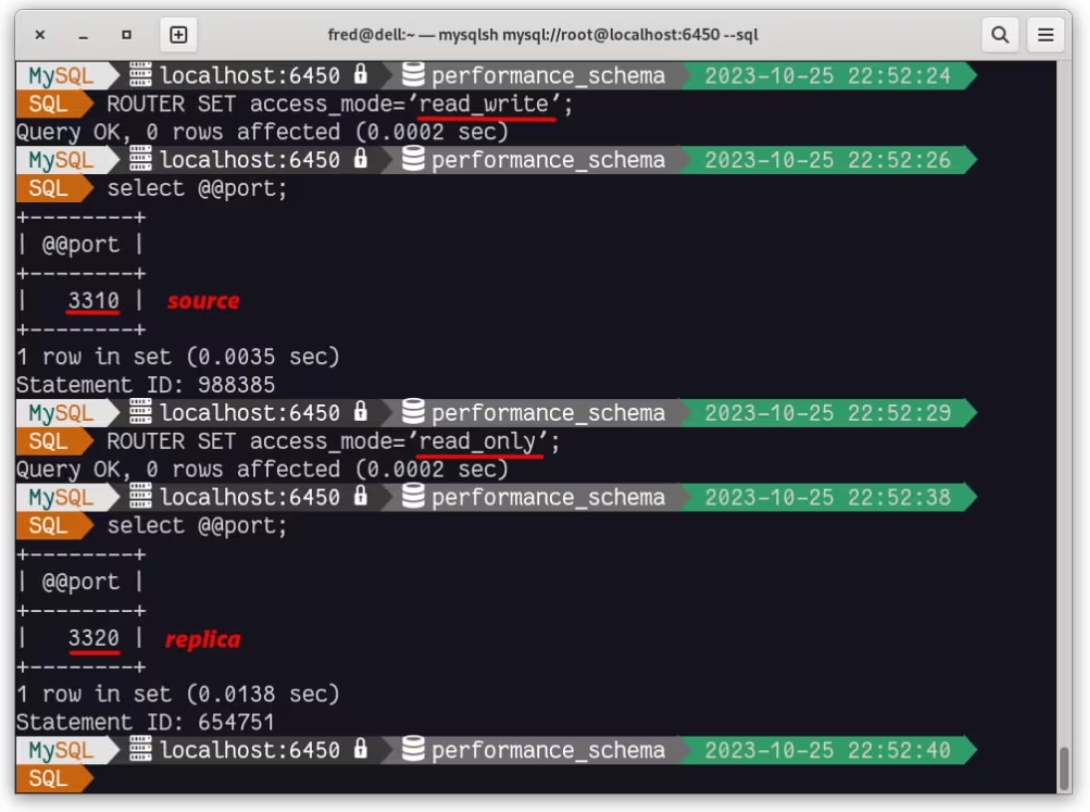 fred@dell:~ — mysqlsh mysql://root@localhost:6450 --sql
MySQL localhost:6450 performance_schema 2023-10-25 22:52:24
SQL ROUTER SET access_mode='read_write';
Query OK, 0 rows affected (0.0002 sec)
MySQL localhost:6450 performance_schema 2023-10-25 22:52:26
SQL select @@port;
+--------+
| @@port |
+--------+
|   3310 | source
+--------+
1 row in set (0.0035 sec)
Statement ID: 988385
MySQL localhost:6450 performance_schema 2023-10-25 22:52:29
SQL ROUTER SET access_mode='read_only';
Query OK, 0 rows affected (0.0002 sec)
MySQL localhost:6450 performance_schema 2023-10-25 22:52:38
SQL select @@port;
+--------+
| @@port |
+--------+
|   3320 | replica
+--------+
1 row in set (0.0138 sec)
Statement ID: 654751
MySQL localhost:6450 performance_schema 2023-10-25 22:52:40
SQL